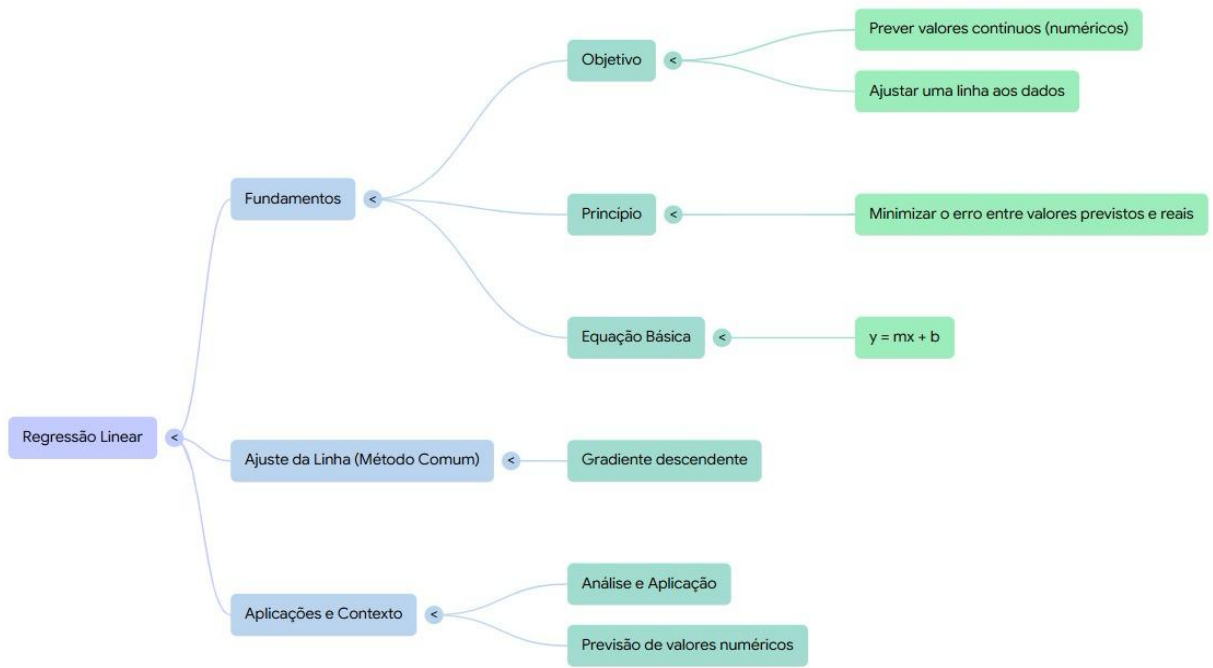 Regressão Linear
Fundamentos
Objetivo
Prever valores contínuos (numéricos)
Ajustar uma linha aos dados
Princípio
Minimizar o erro entre valores previstos e reais
Equação Básica
y = mx + b
Ajuste da Linha (Método Comum)
Gradiente descendente
Aplicações e Contexto
Análise e Aplicação
Previsão de valores numéricos